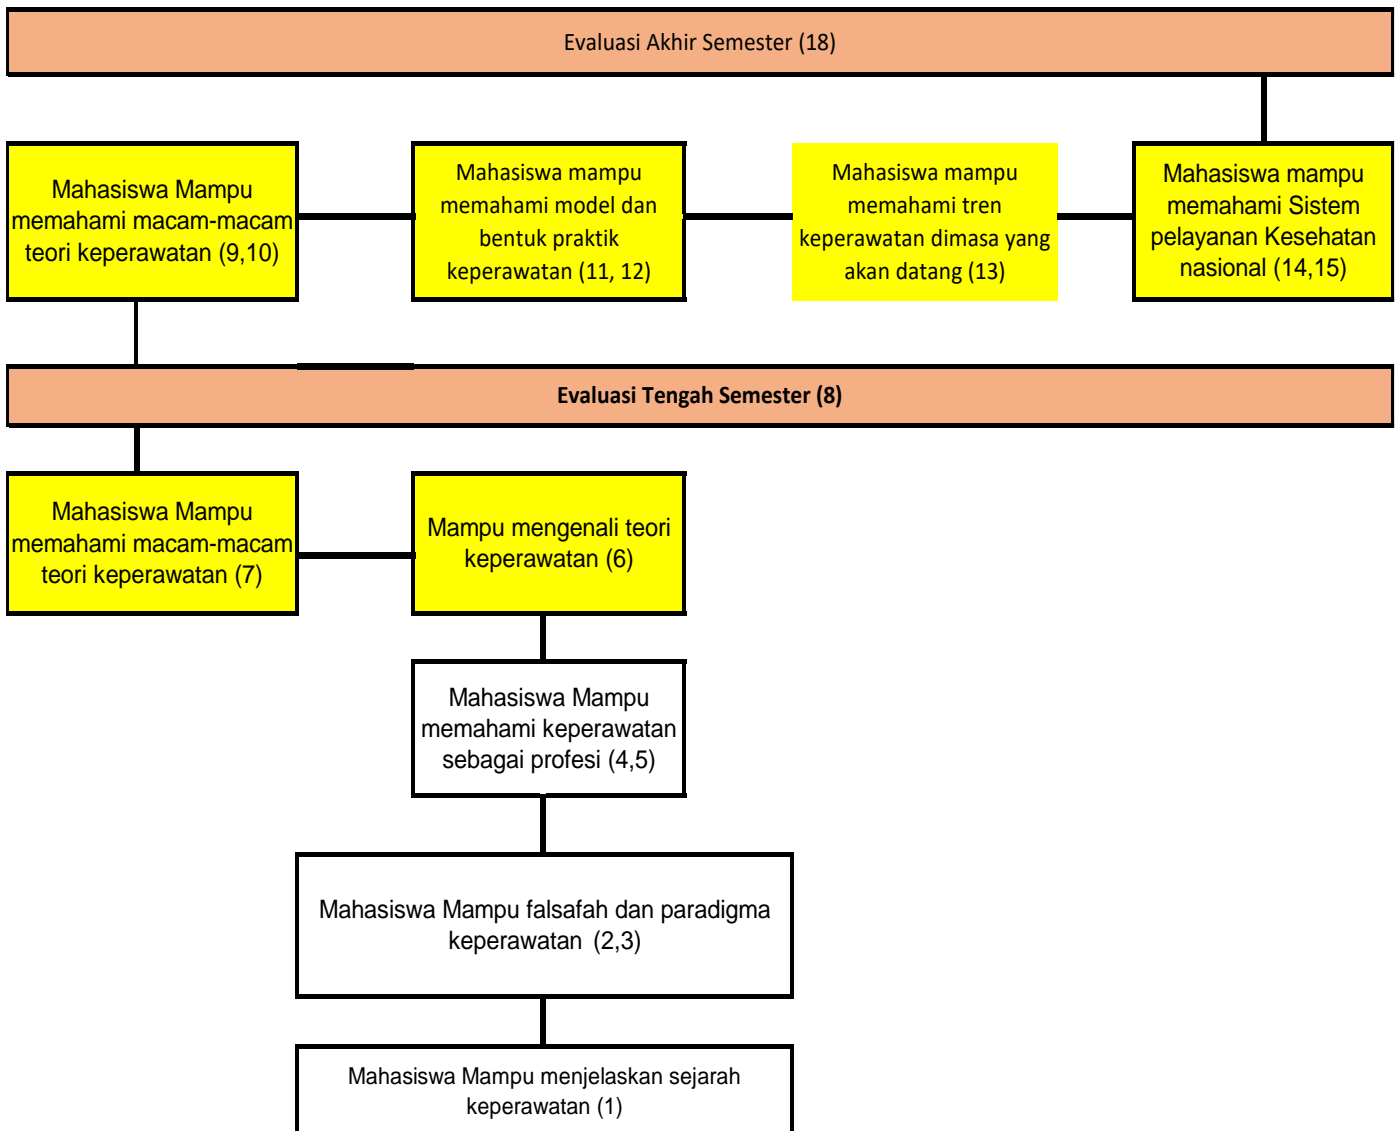 Evaluasi Akhir Semester (18)
Mahasiswa Mampu
memahami macam-macam
teori keperawatan (9,10)
Mahasiswa mampu
memahami model dan
bentuk praktik
keperawatan (11, 12)
Mahasiswa mampu
memahami tren
keperawatan dimasa yang
akan datang (13)
Mahasiswa mampu
memahami Sistem
pelayanan Kesehatan
nasional (14,15)
Evaluasi Tengah Semester (8)
Mahasiswa Mampu
memahami macam-macam
teori keperawatan (7)
Mampu mengenali teori
keperawatan (6)
Mahasiswa Mampu
memahami keperawatan
sebagai profesi (4,5)
Mahasiswa Mampu falsafah dan paradigma
keperawatan (2,3)
Mahasiswa Mampu menjelaskan sejarah
keperawatan (1)